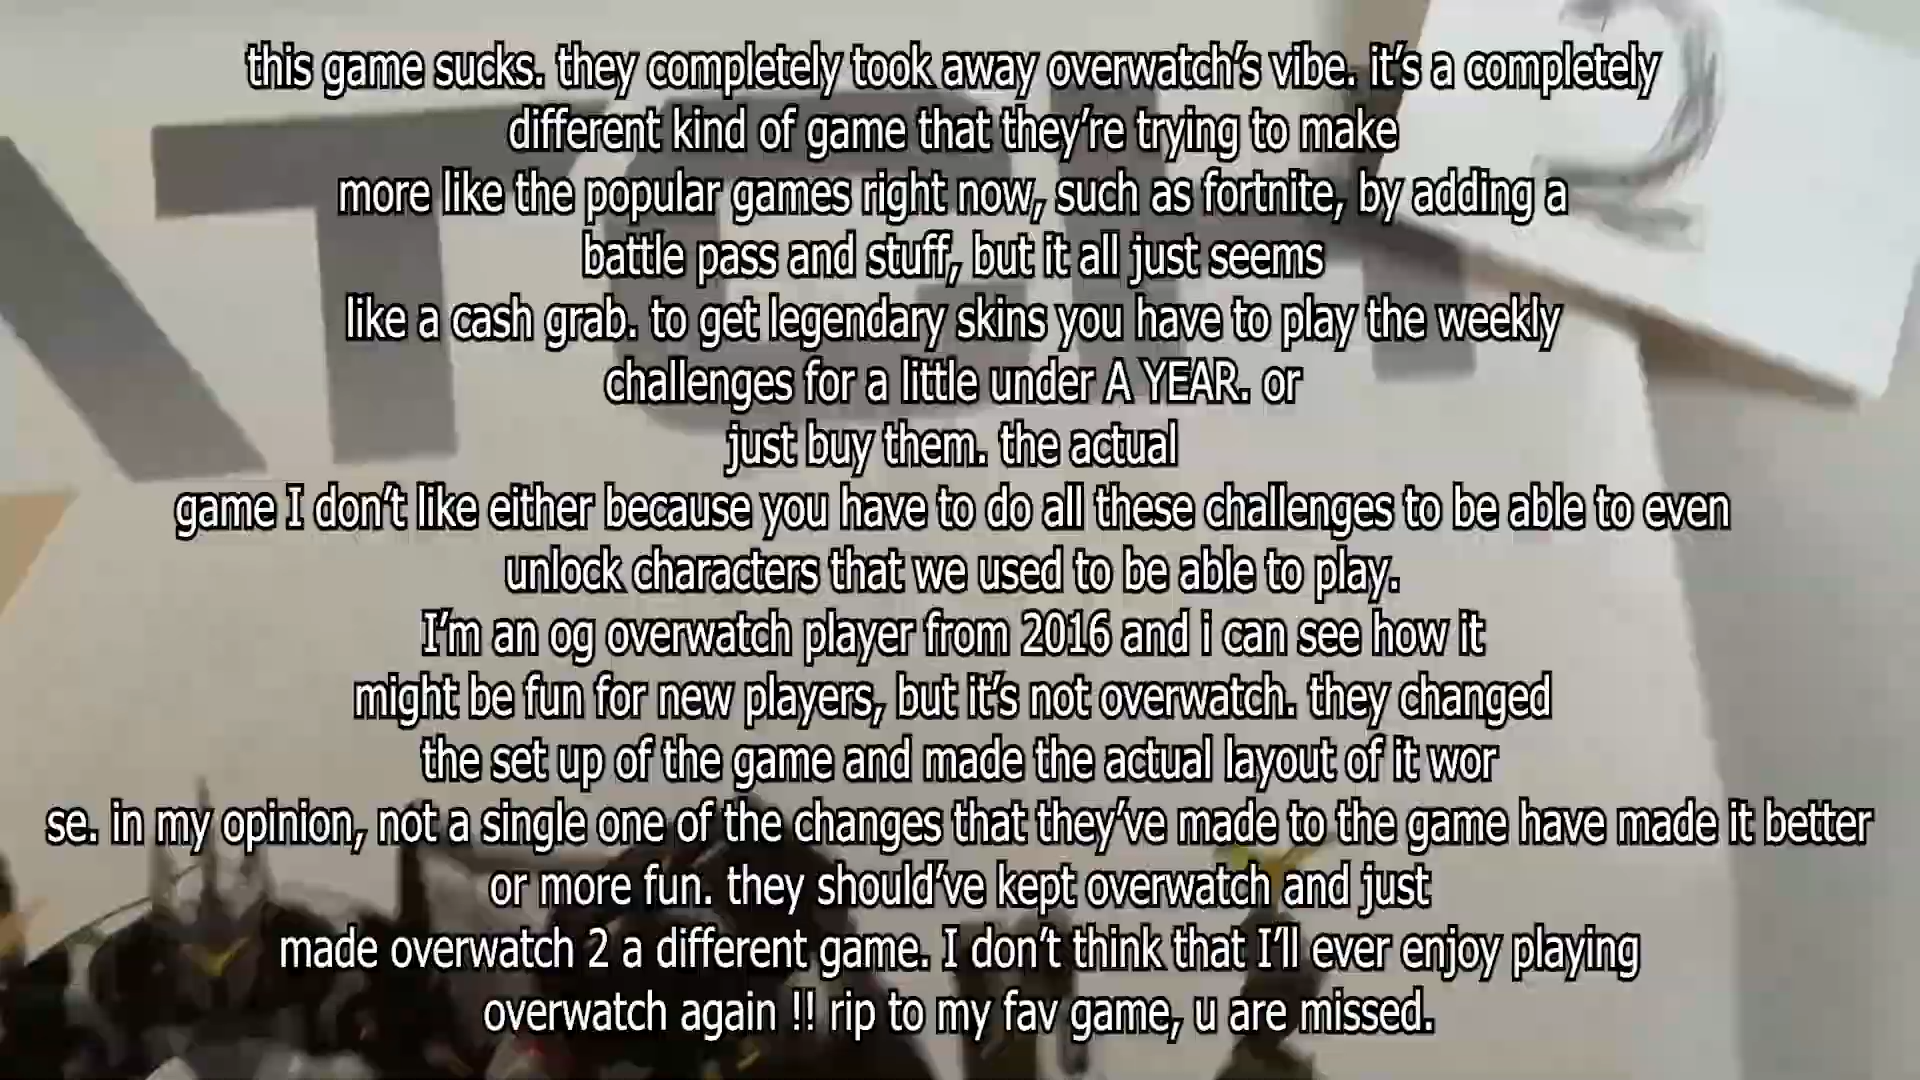 this game sucks. they completely took away overwatch's vibe. it's a completely
different kind of game that they're trying to make
more like the popular games right now, such as fortnite, by adding a
battle pass and stuff, but it all just seems
like a cash grab. to get legendary skins you have to play the weekly
challenges for a little under A YEAR. or
just buy them. the actual
game I don't like either because you have to do all these challenges to be able to even
unlock characters that we used to be able to play.
I'm an og overwatch player from 2016 and i can see how it
might be fun for new players, but it's not overwatch. they changed
the set up of the game and made the actual layout of it wor
se. in my opinion, not a single one of the changes that they've made to the game have made it better
or more fun. they should've kept overwatch and just
made overwatch 2 a different game. I don't think that I'll ever enjoy playing
overwatch again !! rip to my fav game, u are missed.
ATCH
2